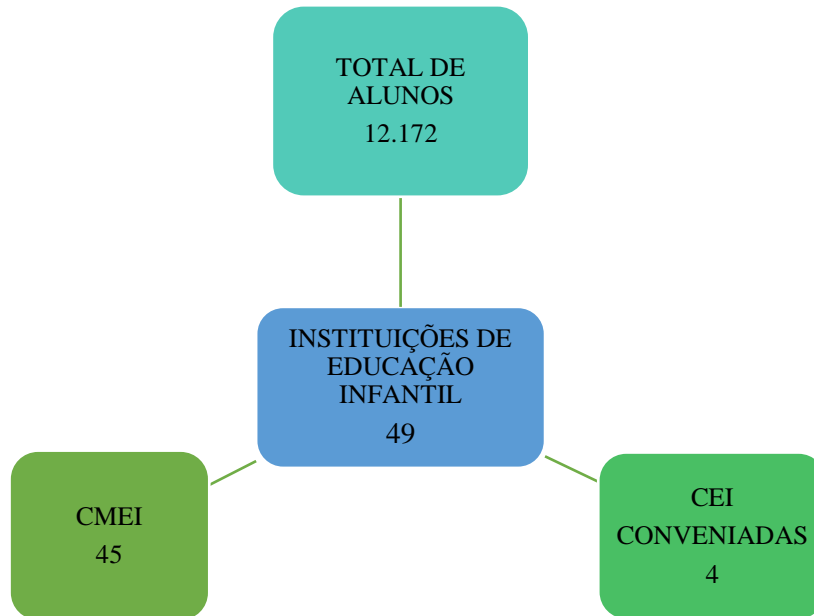 TOTAL DE
ALUNOS
12.172
INSTITUIÇÕES DE
EDUCAÇÃO
INFANTIL
49
CMEI
45
CEI
CONVENIADAS
4